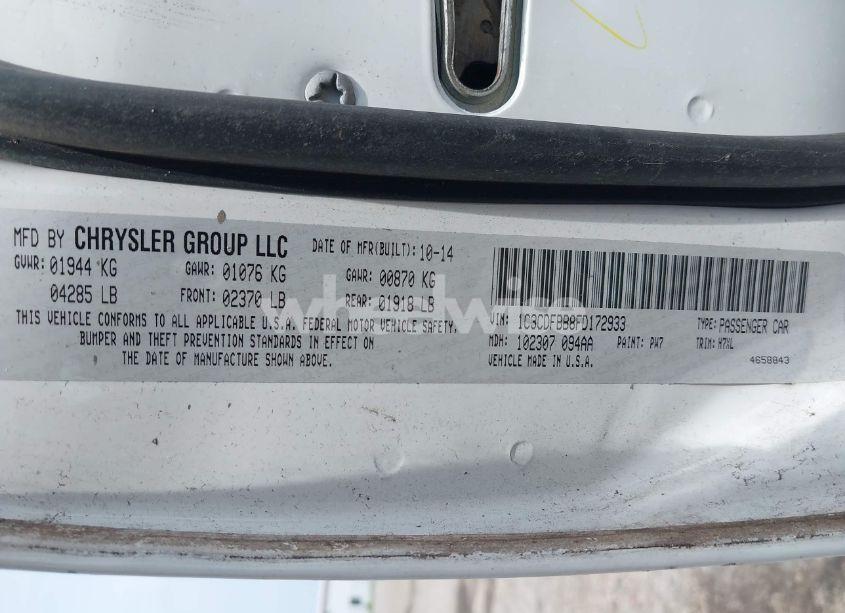 MFD BY CHRYSLER GROUP LLC DATE OF MFR(BUILT): 10-14
GVWR: 01944 KG GAWR: 01076 KG GAWR: 00870 KG
04285 LB FRONT: 02370 LB REAR: 01918 LB
THIS VEHICLE CONFORMS TO ALL APPLICABLE U.S.A. FEDERAL MOTOR VEHICLE SAFETY,
BUMPER AND THEFT PREVENTION STANDARDS IN EFFECT ON
THE DATE OF MANUFACTURE SHOWN ABOVE.
VIN: 1C3CDFBB8FD172933 TYPE: PASSENGER CAR
MDH: 102307 094AA PAINT: PW7 TRIM: H7XL
VEHICLE MADE IN U.S.A. 4658843
wheelwire